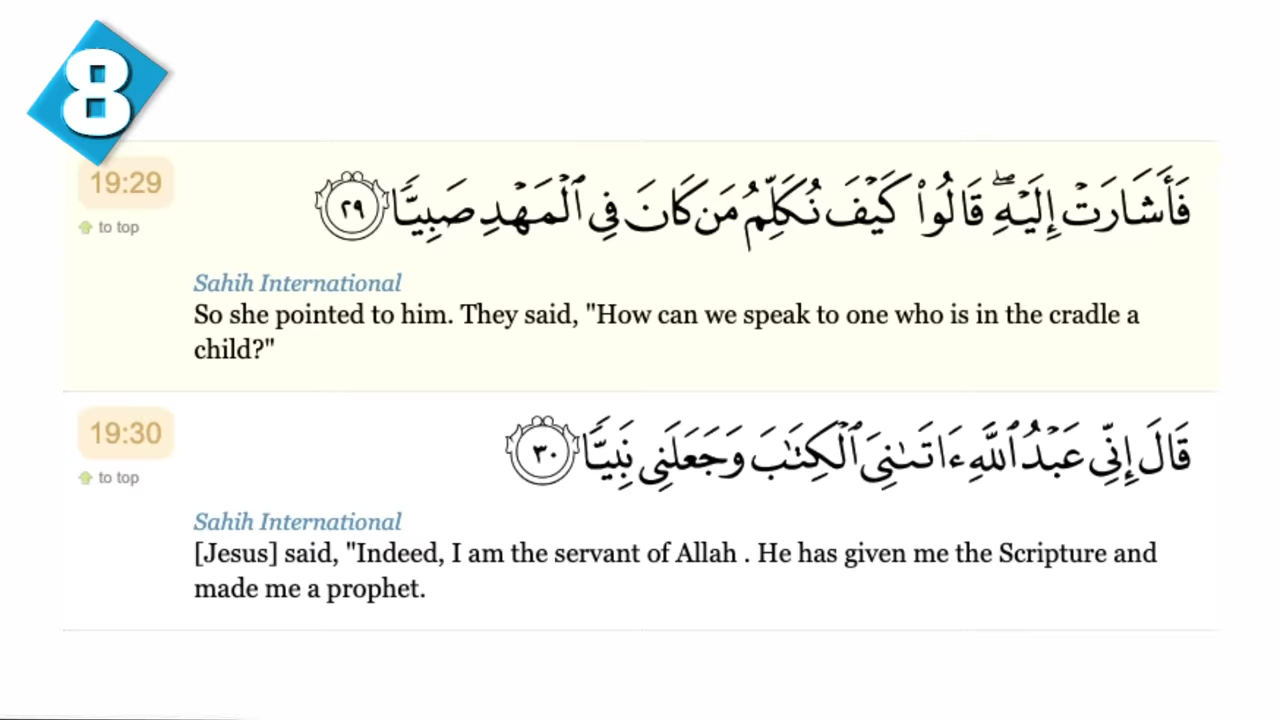 8
19:29
to top
فَأَشَارَتْ إِلَيْهِ ۖ قَالُوا۟ كَيْفَ نُكَلِّمُ مَن كَانَ فِى ٱلْمَهْدِ صَبِيًّا ٢٩
Sahih International
So she pointed to him. They said, "How can we speak to one who is in the cradle a
child?"
19:30
to top
قَالَ إِنِّى عَبْدُ ٱللَّهِ ءَاتَىٰنِىَ ٱلْكِتَـٰبَ وَجَعَلَنِى نَبِيًّا ٣٠
Sahih International
[Jesus] said, "Indeed, I am the servant of Allah . He has given me the Scripture and
made me a prophet.